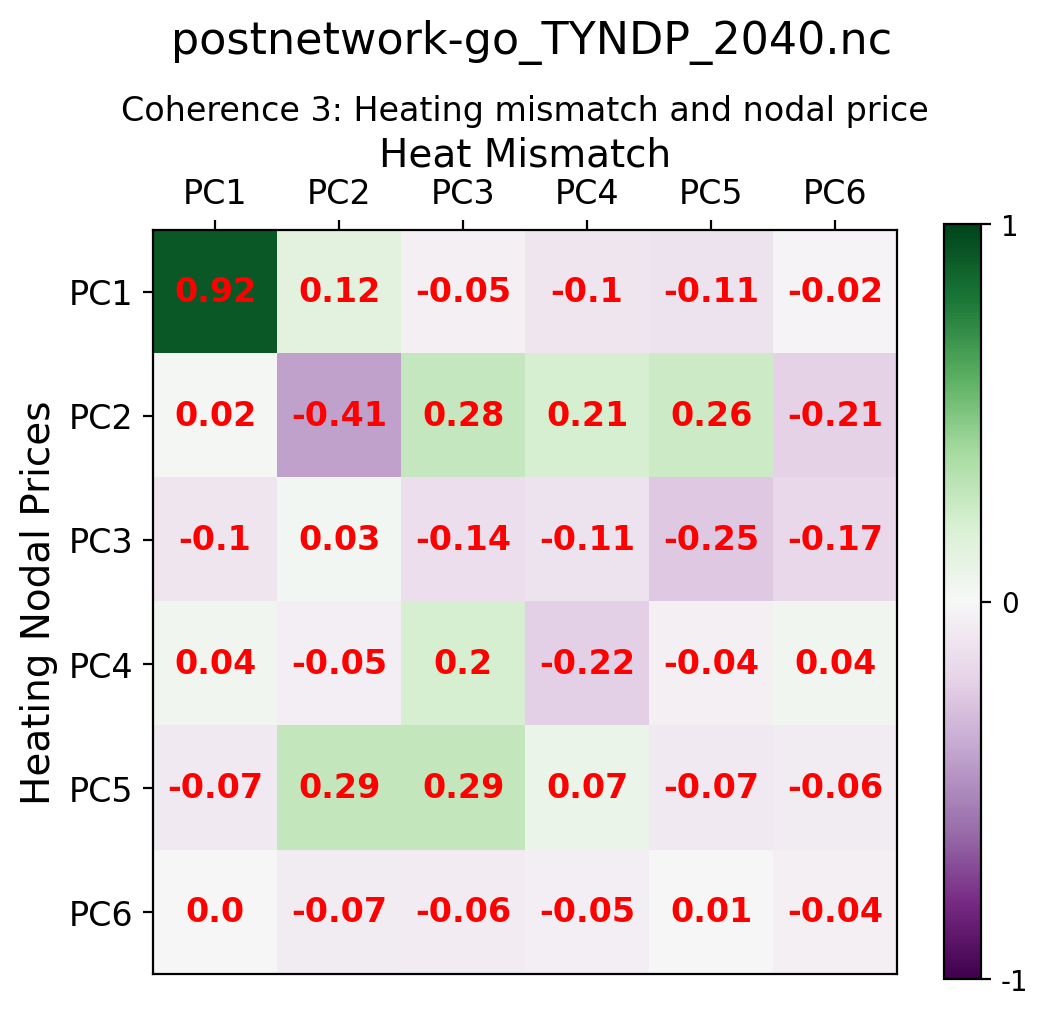 postnetwork-go_TYNDP_2040.nc
Coherence 3: Heating mismatch and nodal price
Heat Mismatch
PC1 PC2 PC3 PC4 PC5 PC6
Heating Nodal Prices
PC1 0.92 0.12 -0.05 -0.1 -0.11 -0.02
PC2 0.02 -0.41 0.28 0.21 0.26 -0.21
PC3 -0.1 0.03 -0.14 -0.11 -0.25 -0.17
PC4 0.04 -0.05 0.2 -0.22 -0.04 0.04
PC5 -0.07 0.29 0.29 0.07 -0.07 -0.06
PC6 0.0 -0.07 -0.06 -0.05 0.01 -0.04
1
0
-1